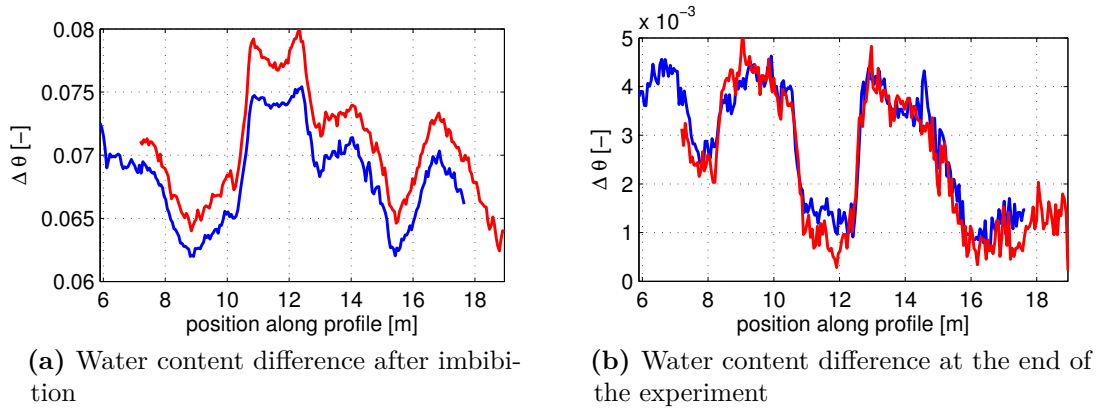 0.08
0.075
0.07
0.065
0.06
Δ θ [−]
6 8 10 12 14 16 18
position along profile [m]
(a) Water content difference after imbibi-
tion
x 10⁻³
5
4
3
2
1
0
Δ θ [−]
6 8 10 12 14 16 18
position along profile [m]
(b) Water content difference at the end of
the experiment